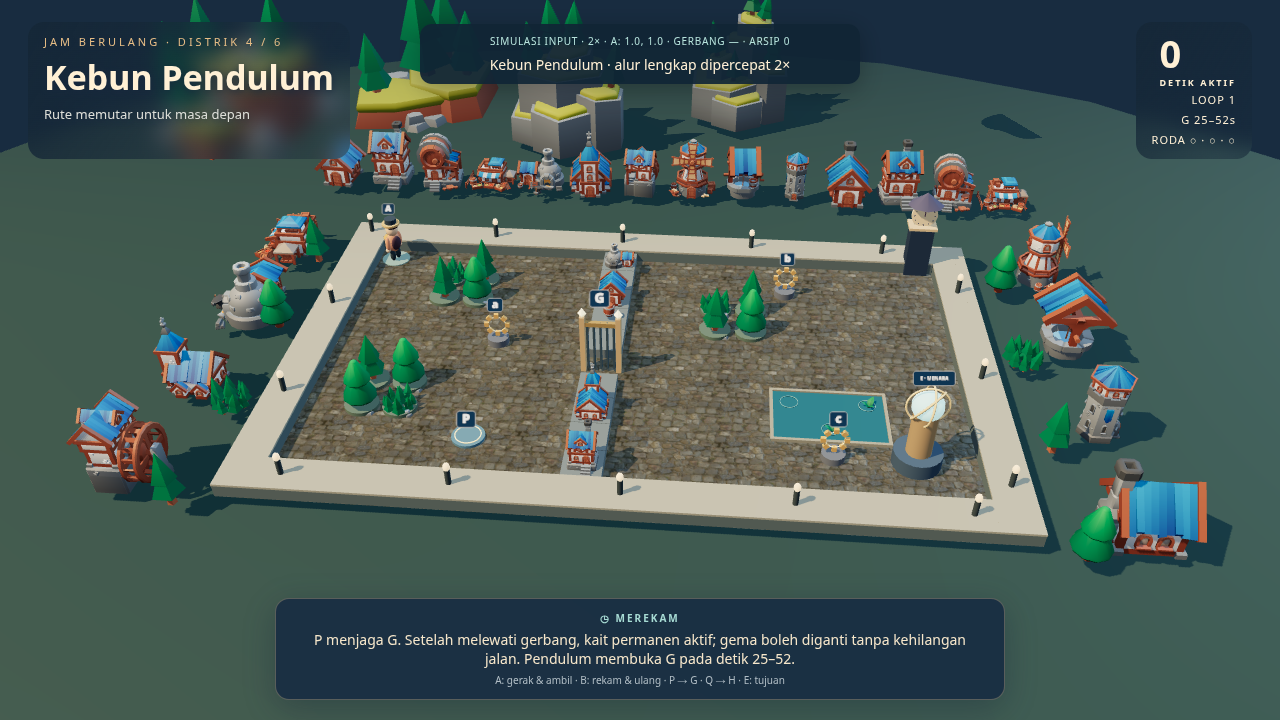 JAM BERULANG · DISTRIK 4 / 6
Kebun Pendulum
Rute memutar untuk masa depan
SIMULASI INPUT · 2× · A: 1.0, 1.0 · GERBANG — · ARSIP 0
Kebun Pendulum · alur lengkap dipercepat 2×
0
DETIK AKTIF
LOOP 1
G 25–52s
RODA ○ · ○ · ○
A
b
G
a
E · MENARA
P
c
◷ MEREKAM
P menjaga G. Setelah melewati gerbang, kait permanen aktif; gema boleh diganti tanpa kehilangan
jalan. Pendulum membuka G pada detik 25–52.
A: gerak & ambil · B: rekam & ulang · P → G · Q → H · E: tujuan